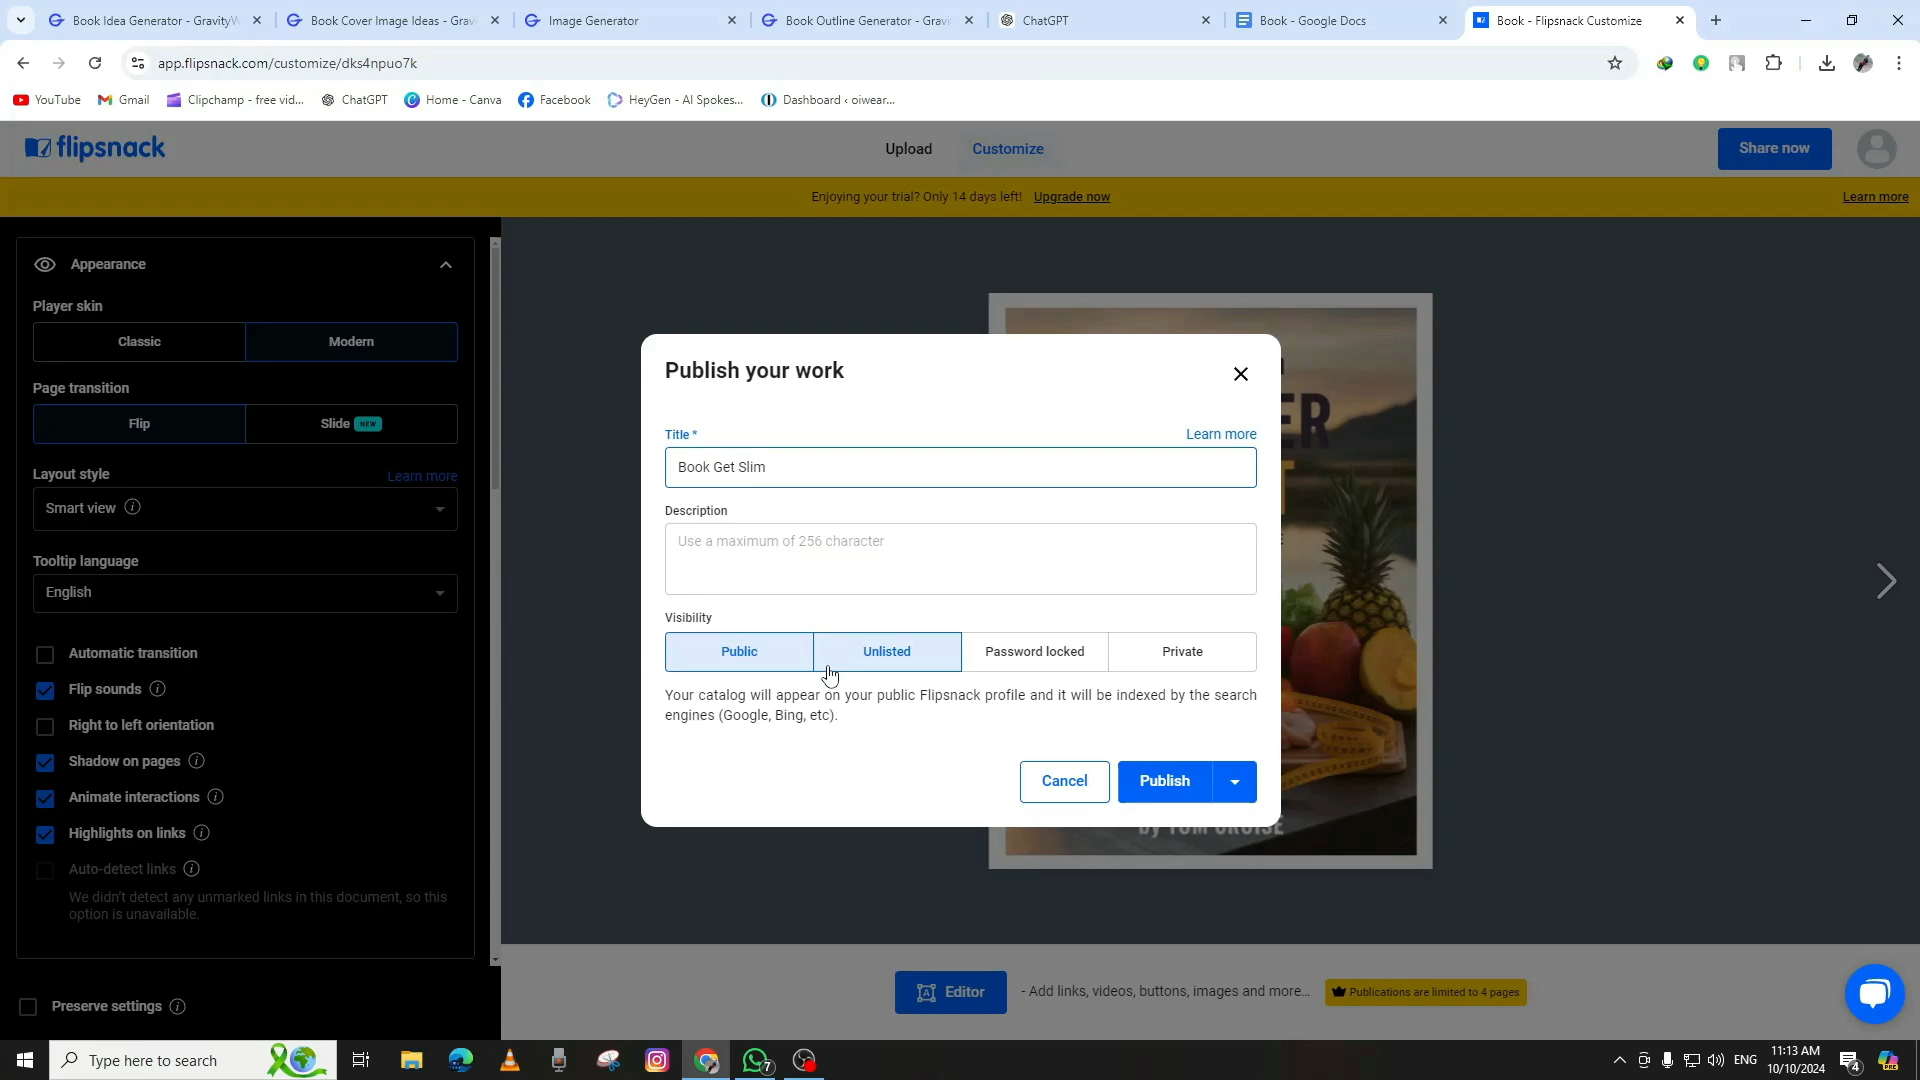 Book Idea Generator - GravityW
Book Cover Image Ideas - Grav
Image Generator
Book Outline Generator - Gravi
ChatGPT
Book - Google Docs
Book - Flipsnack Customize
app.flipsnack.com/customize/dks4npuo7k
YouTube
Gmail
Clipchamp - free vid...
ChatGPT
Home - Canva
Facebook
HeyGen - AI Spokes...
Dashboard ‹ oiwear...
flipsnack
Upload
Customize
Share now
Enjoying your trial? Only 14 days left! Upgrade now
Learn more
Appearance
Player skin
Classic
Modern
Page transition
Flip
Slide NEW
Layout style
Learn more
Smart view
Tooltip language
English
Automatic transition
Flip sounds
Right to left orientation
Shadow on pages
Animate interactions
Highlights on links
Auto-detect links
We didn't detect any unmarked links in this document, so this
option is unavailable.
Preserve settings
Publish your work
Title *
Learn more
Book Get Slim
Description
Use a maximum of 256 character
Visibility
Public
Unlisted
Password locked
Private
Your catalog will appear on your public Flipsnack profile and it will be indexed by the search
engines (Google, Bing, etc).
Cancel
Publish
by TOM CRUISE
Editor
- Add links, videos, buttons, images and more...
Publications are limited to 4 pages
Type here to search
7
ENG
11:13 AM
10/10/2024
4
PRE